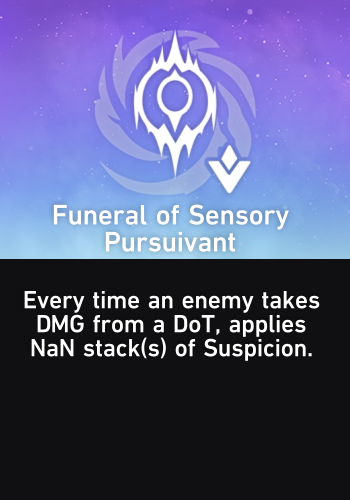 Funeral of Sensory
Pursuivant
Every time an enemy takes
DMG from a DoT, applies
NaN stack(s) of Suspicion.